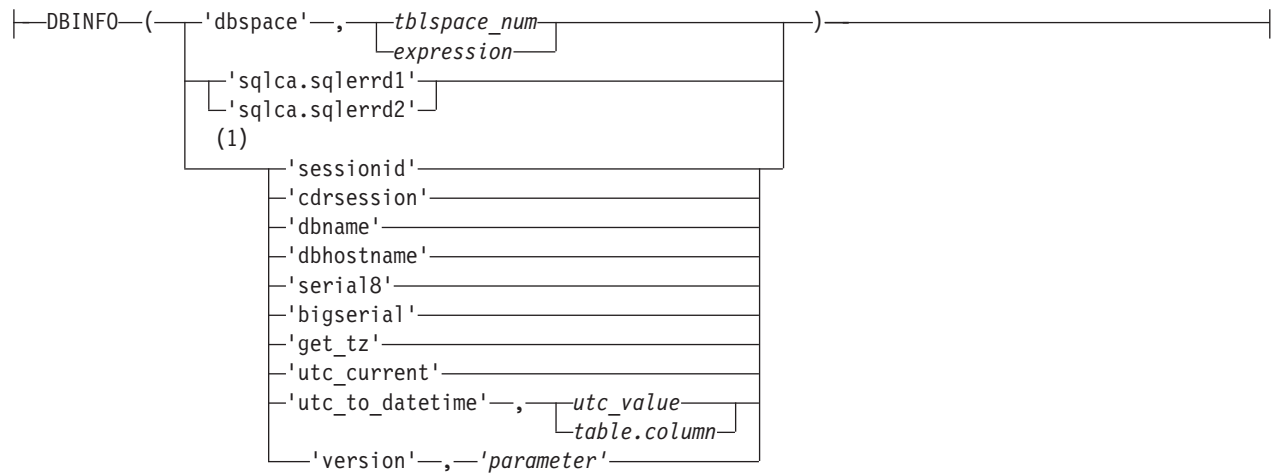 DBINFO ( 'dbspace' , tblspace_num )
expression
'sqlca.sqlerrd1'
'sqlca.sqlerrd2'
(1)
'sessionid'
'cdrsession'
'dbname'
'dbhostname'
'serial8'
'bigserial'
'get_tz'
'utc_current'
'utc_to_datetime' , utc_value
table.column
'version' , 'parameter'